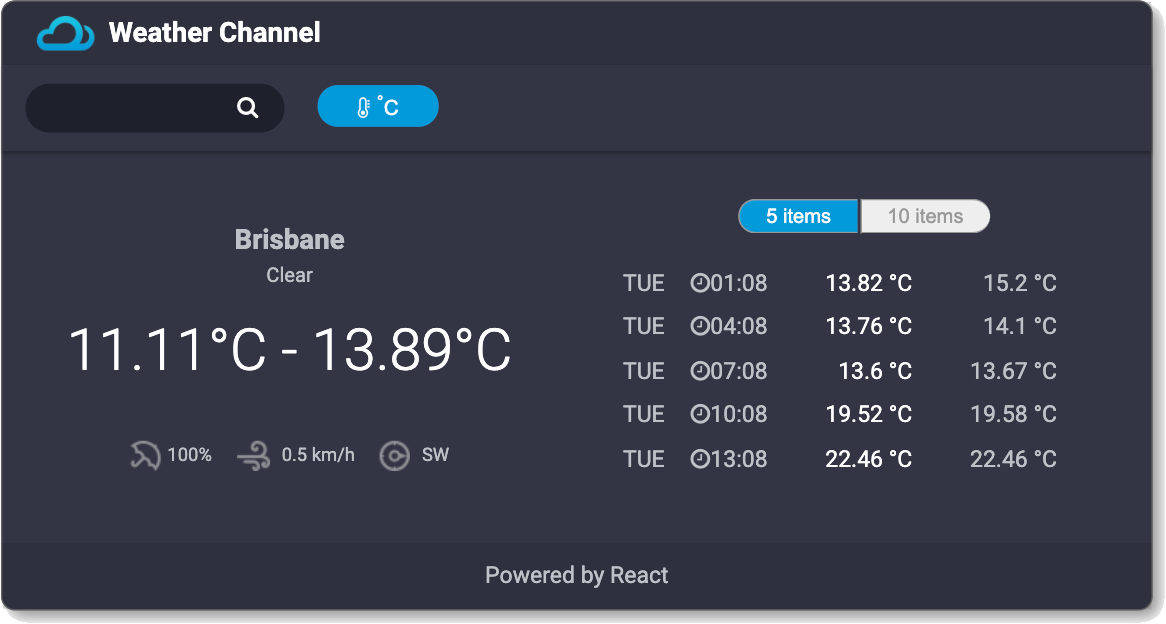 Weather Channel
°C
Brisbane
Clear
11.11°C - 13.89°C
100% 0.5 km/h SW
5 items 10 items
TUE 01:08 13.82 °C 15.2 °C
TUE 04:08 13.76 °C 14.1 °C
TUE 07:08 13.6 °C 13.67 °C
TUE 10:08 19.52 °C 19.58 °C
TUE 13:08 22.46 °C 22.46 °C
Powered by React